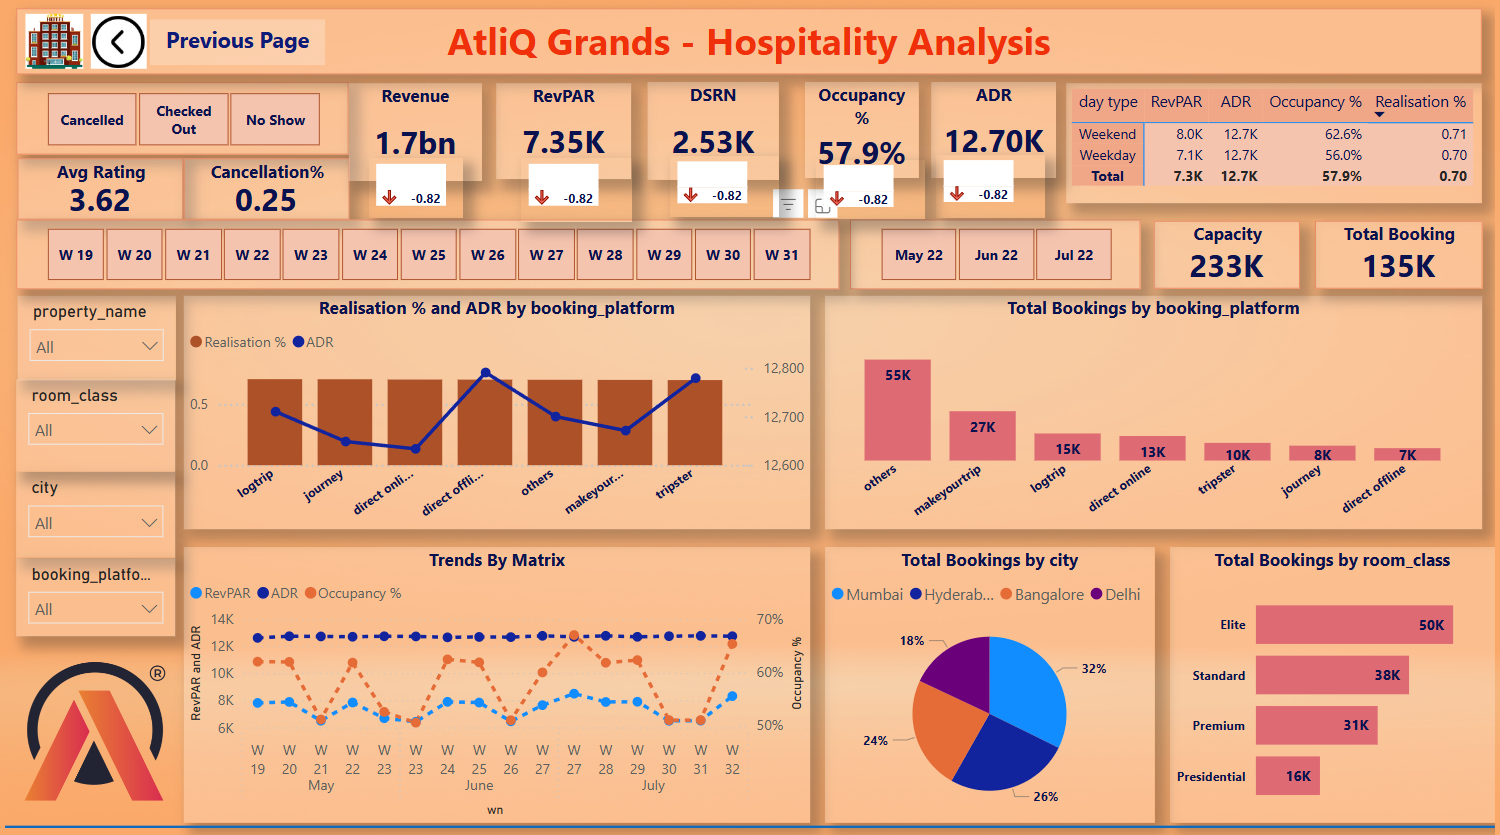 Previous Page
AtliQ Grands - Hospitality Analysis
Cancelled
Checked
Out
No Show
Revenue
1.7bn
-0.82
RevPAR
7.35K
-0.82
DSRN
2.53K
-0.82
Occupancy
%
57.9%
-0.82
ADR
12.70K
-0.82
day type RevPAR ADR Occupancy % Realisation %
Weekend 8.0K 12.7K 62.6% 0.71
Weekday 7.1K 12.7K 56.0% 0.70
Total 7.3K 12.7K 57.9% 0.70
Avg Rating
3.62
Cancellation%
0.25
W 19 W 20 W 21 W 22 W 23 W 24 W 25 W 26 W 27 W 28 W 29 W 30 W 31
May 22 Jun 22 Jul 22
Capacity
233K
Total Booking
135K
property_name
All
room_class
All
city
All
booking_platfo...
All
®
Realisation % and ADR by booking_platform
Realisation % ADR
0.5
0.0
12,800
12,700
12,600
logtrip
journey
direct onli...
direct offli...
others
makeyour...
tripster
Total Bookings by booking_platform
55K
27K
15K
13K
10K
8K
7K
others
makeyourtrip
logtrip
direct online
tripster
journey
direct offline
Trends By Matrix
RevPAR ADR Occupancy %
RevPAR and ADR
14K
12K
10K
8K
6K
70%
60%
50%
Occupancy %
W W W W W W W W W W W W W W W W
19 20 21 22 23 23 24 25 26 27 27 28 29 30 31 32
May June July
wn
Total Bookings by city
Mumbai Hyderab... Bangalore Delhi
18%
32%
24%
26%
Total Bookings by room_class
Elite 50K
Standard 38K
Premium 31K
Presidential 16K